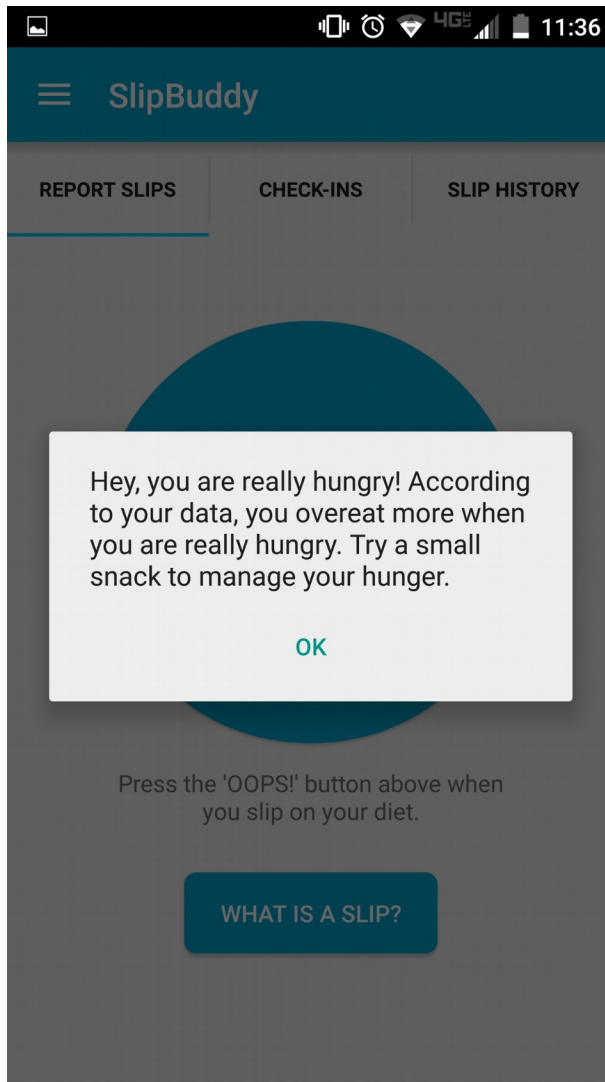 4G LTE 11:36
SlipBuddy
REPORT SLIPS CHECK-INS SLIP HISTORY
Hey, you are really hungry! According
to your data, you overeat more when
you are really hungry. Try a small
snack to manage your hunger.
OK
Press the 'OOPS!' button above when
you slip on your diet.
WHAT IS A SLIP?